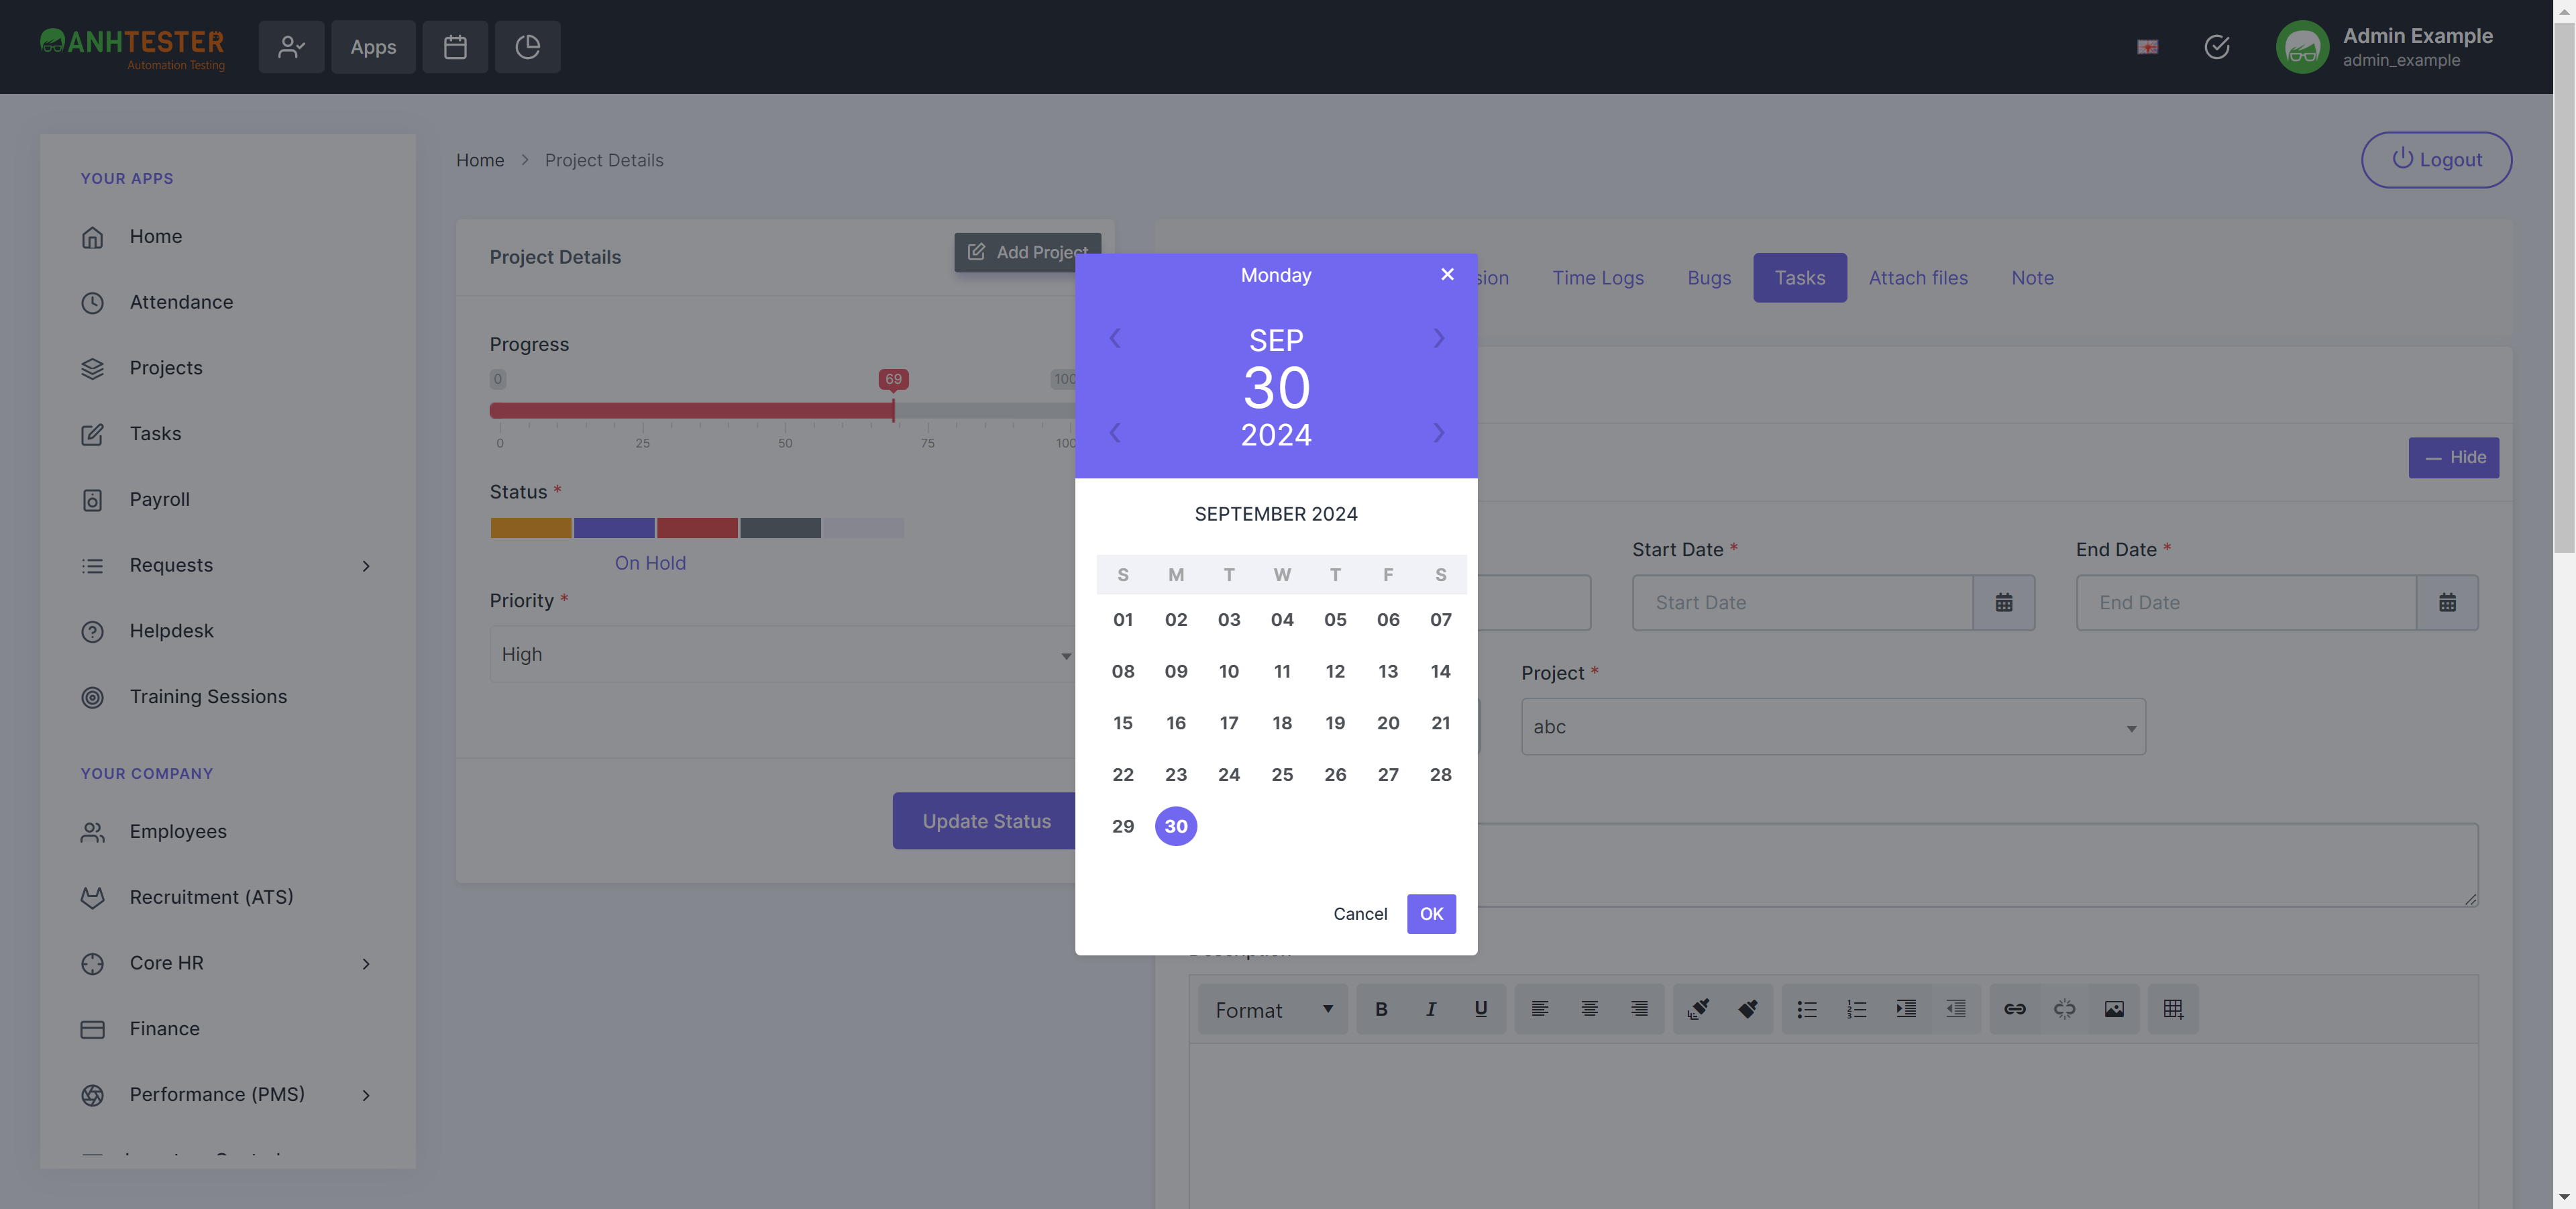 ANHTESTER
Automation Testing
Apps
Admin Example
admin_example
YOUR APPS
Home
Attendance
Projects
Tasks
Payroll
Requests
Helpdesk
Training Sessions
YOUR COMPANY
Employees
Recruitment (ATS)
Core HR
Finance
Performance (PMS)
Home
Project Details
Logout
Project Details
Add Project
Progress
0
69
100
0
25
50
75
100
Status *
On Hold
Priority *
High
Update Status
Monday
×
SEP
30
2024
SEPTEMBER 2024
S M T W T F S
01 02 03 04 05 06 07
08 09 10 11 12 13 14
15 16 17 18 19 20 21
22 23 24 25 26 27 28
29 30
Cancel
OK
Time Logs
Bugs
Tasks
Attach files
Note
Hide
Start Date *
Start Date
End Date *
End Date
Project *
abc
Format
B I U